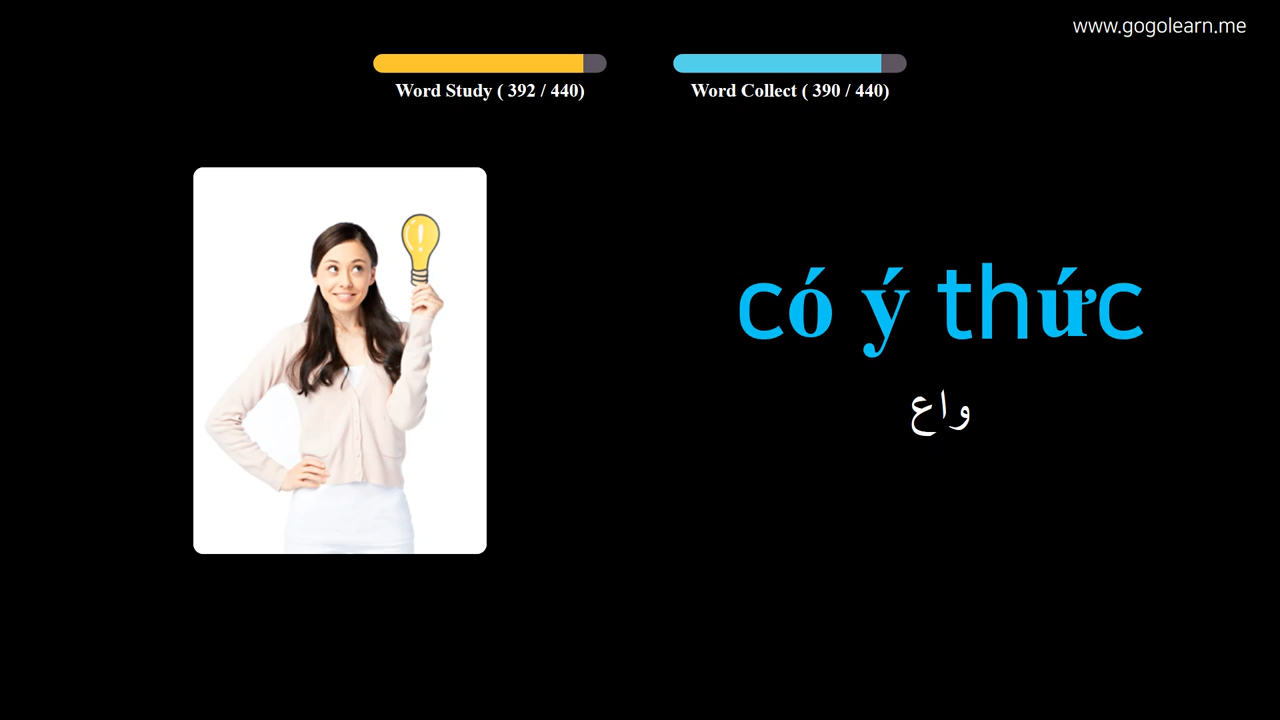 www.gogolearn.me
Word Study ( 392 / 440)
Word Collect ( 390 / 440)
có ý thức
واع